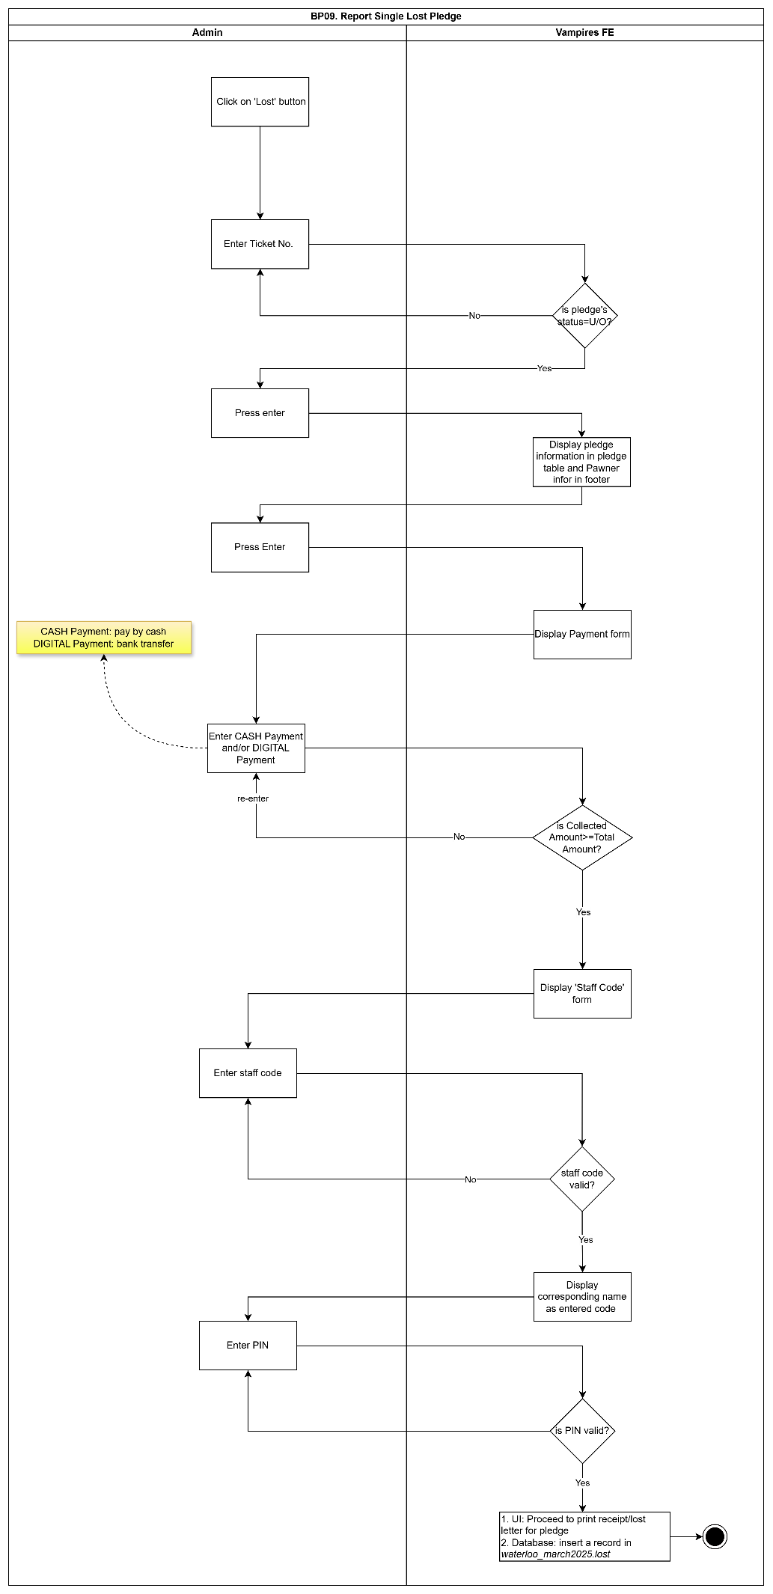 BP09. Report Single Lost Pledge
Admin
Vampires FE
Click on 'Lost' button
Enter Ticket No.
is pledge's
status=U/O?
No
Yes
Press enter
Display pledge
information in pledge
table and Pawner
infor in footer
Press Enter
Display Payment form
CASH Payment: pay by cash
DIGITAL Payment: bank transfer
Enter CASH Payment
and/or DIGITAL
Payment
re-enter
is Collected
Amount>=Total
Amount?
No
Yes
Display 'Staff Code'
form
Enter staff code
staff code
valid?
No
Yes
Display
corresponding name
as entered code
Enter PIN
is PIN valid?
Yes
1. UI: Proceed to print receipt/lost
letter for pledge
2. Database: insert a record in
waterloo_march2025.lost